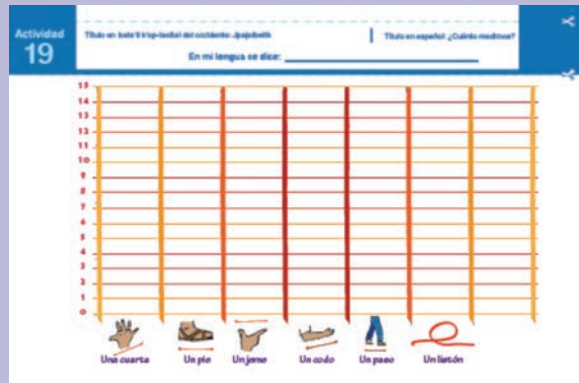 Actividad
19
Título en bats'il k'op-tseltal del occidente:
Título en español: ¿Cuánto medimos?
En mi lengua se dice:
15
14
13
12
11
10
9
8
7
6
5
4
3
2
1
0
Una cuarta
Un pie
Un jeme
Un codo
Un paso
Un listón